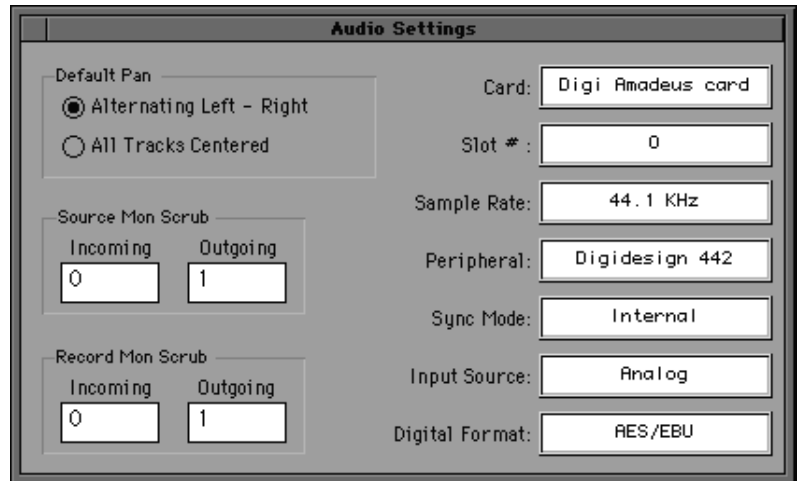 Audio Settings
Default Pan
Alternating Left - Right
All Tracks Centered
Source Mon Scrub
Incoming Outgoing
0 1
Record Mon Scrub
Incoming Outgoing
0 1
Card: Digi Amadeus card
Slot # : 0
Sample Rate: 44.1 KHz
Peripheral: Digidesign 442
Sync Mode: Internal
Input Source: Analog
Digital Format: AES/EBU